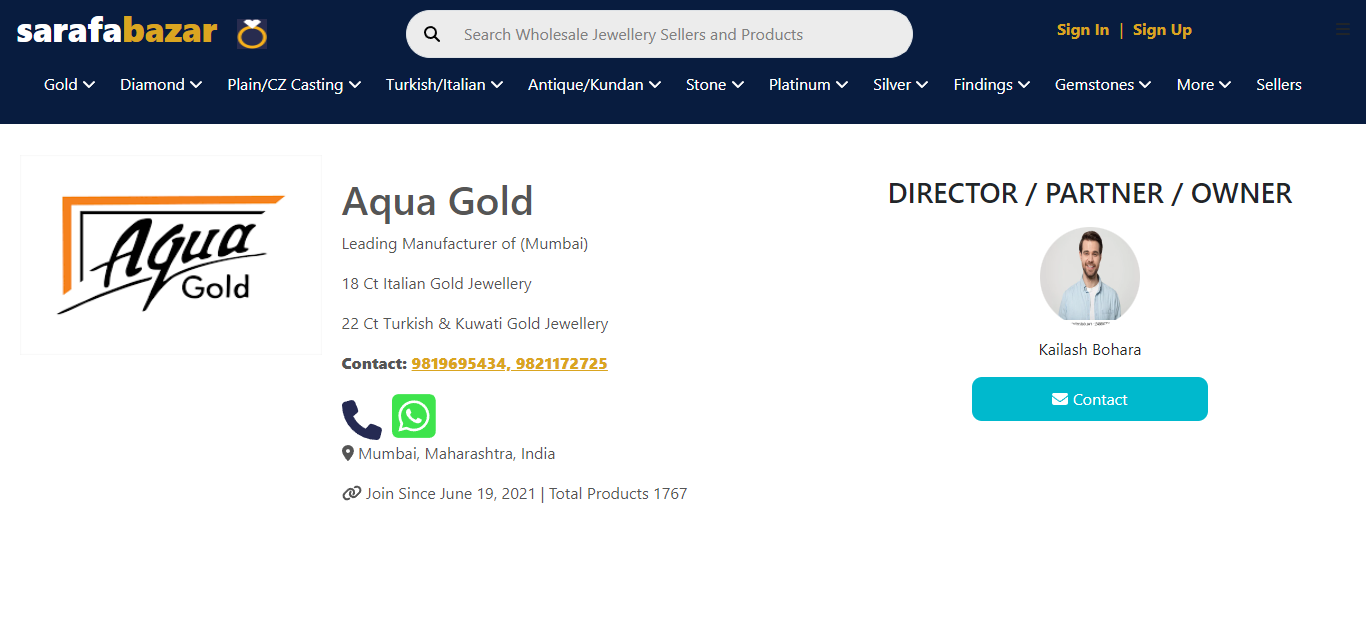 sarafabazar
Search Wholesale Jewellery Sellers and Products
Sign In | Sign Up
Gold Diamond Plain/CZ Casting Turkish/Italian Antique/Kundan Stone Platinum Silver Findings Gemstones More Sellers
Aqua
Gold
Aqua Gold
Leading Manufacturer of (Mumbai)
18 Ct Italian Gold Jewellery
22 Ct Turkish & Kuwati Gold Jewellery
Contact: 9819695434, 9821172725
Mumbai, Maharashtra, India
Join Since June 19, 2021 | Total Products 1767
DIRECTOR / PARTNER / OWNER
Kailash Bohara
Contact